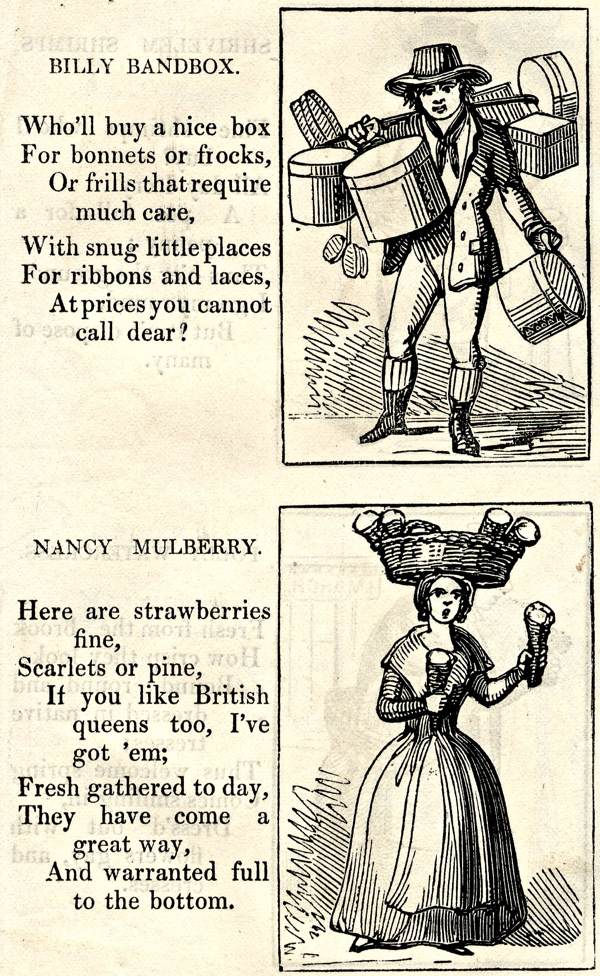 BILLY BANDBOX.
Who'll buy a nice box
For bonnets or frocks,
Or frills that require
much care,
With snug little places
For ribbons and laces,
At prices you cannot
call dear?
NANCY MULBERRY.
Here are strawberries
fine,
Scarlets or pine,
If you like British
queens too, I've
got 'em;
Fresh gathered to day,
They have come a
great way,
And warranted full
to the bottom.